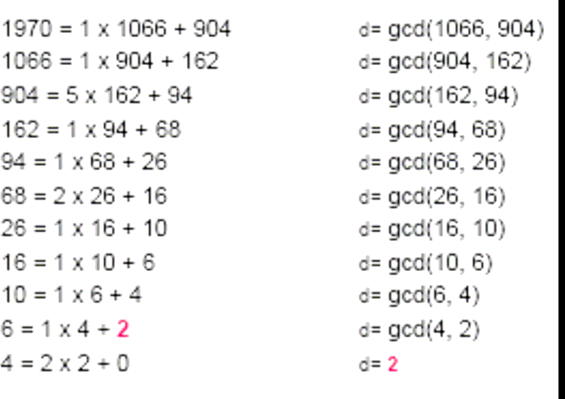 1970 = 1 x 1066 + 904 d= gcd(1066, 904)
1066 = 1 x 904 + 162 d= gcd(904, 162)
904 = 5 x 162 + 94 d= gcd(162, 94)
162 = 1 x 94 + 68 d= gcd(94, 68)
94 = 1 x 68 + 26 d= gcd(68, 26)
68 = 2 x 26 + 16 d= gcd(26, 16)
26 = 1 x 16 + 10 d= gcd(16, 10)
16 = 1 x 10 + 6 d= gcd(10, 6)
10 = 1 x 6 + 4 d= gcd(6, 4)
6 = 1 x 4 + 2 d= gcd(4, 2)
4 = 2 x 2 + 0 d= 2